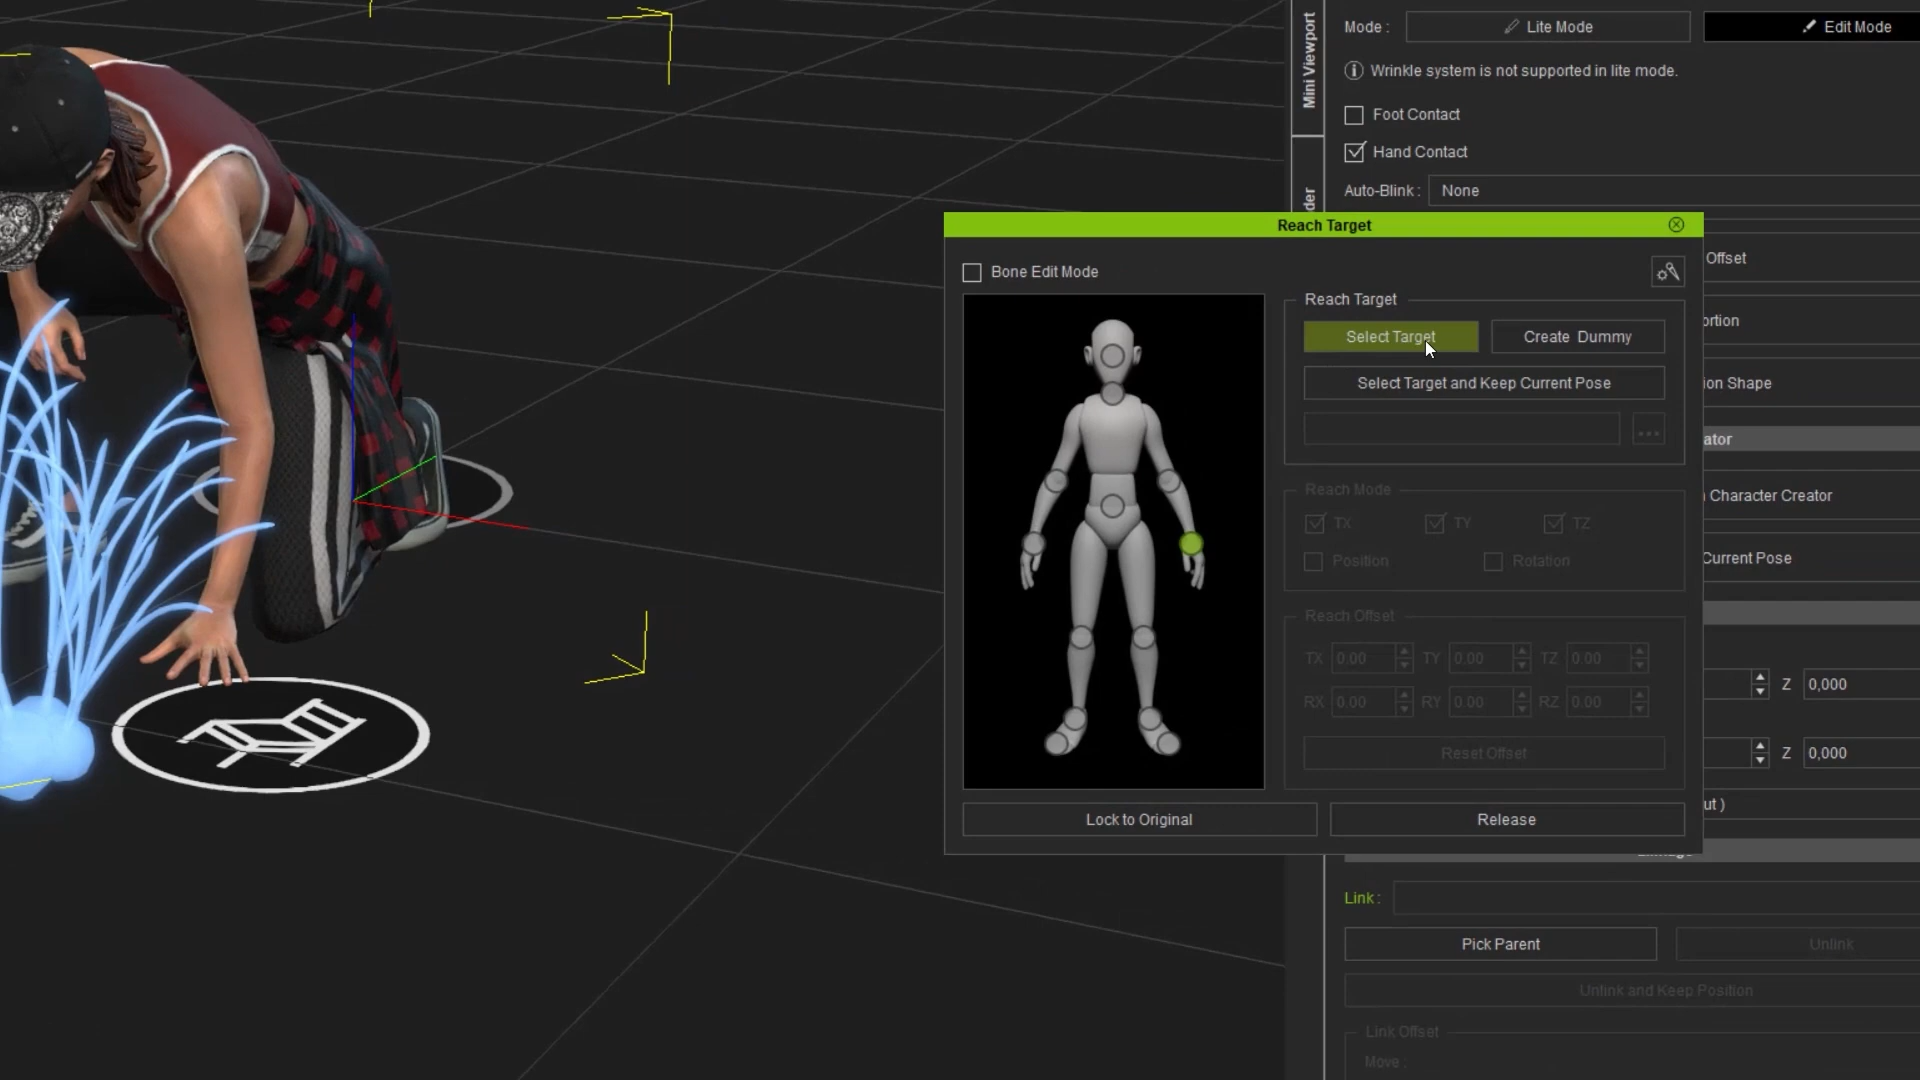 Mini Viewport
Mode :
Lite Mode
Edit Mode
Wrinkle system is not supported in lite mode.
Foot Contact
Hand Contact
Auto-Blink :
None
der
Reach Target
Bone Edit Mode
Offset
Reach Target
Select Target
Create Dummy
ortion
Select Target and Keep Current Pose
ion Shape
...
ator
Reach Mode
Character Creator
TX
TY
TZ
Position
Rotation
Current Pose
Reach Offset
TX 0.00
TY 0.00
TZ 0.00
Z 0,000
RX 0.00
RY 0.00
RZ 0.00
Reset Offset
Z 0,000
ut )
Lock to Original
Release
Link :
Pick Parent
Unlink
Unlink and Keep Position
Link Offset
Move :